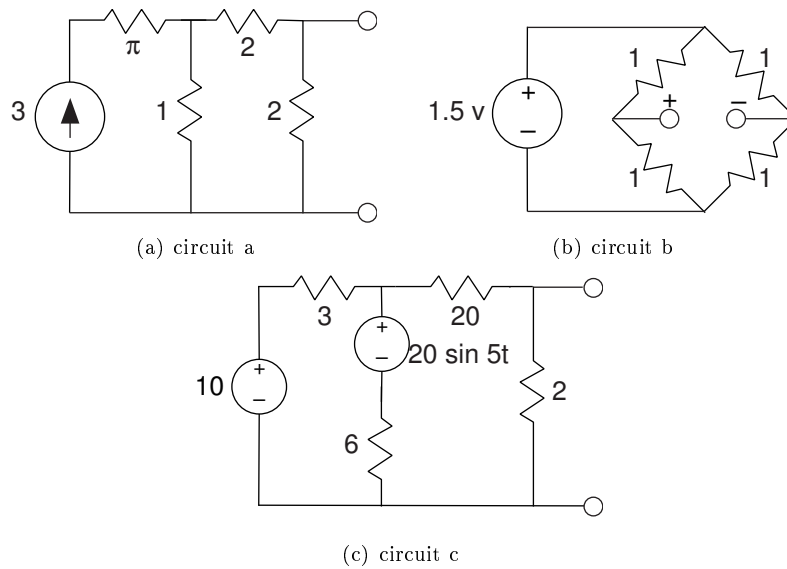 π 2
3 1 2
(a) circuit a
1 1
1.5 v + − + −
1 1
(b) circuit b
3 20
10 + − + − 20 sin 5t
2
6
(c) circuit c